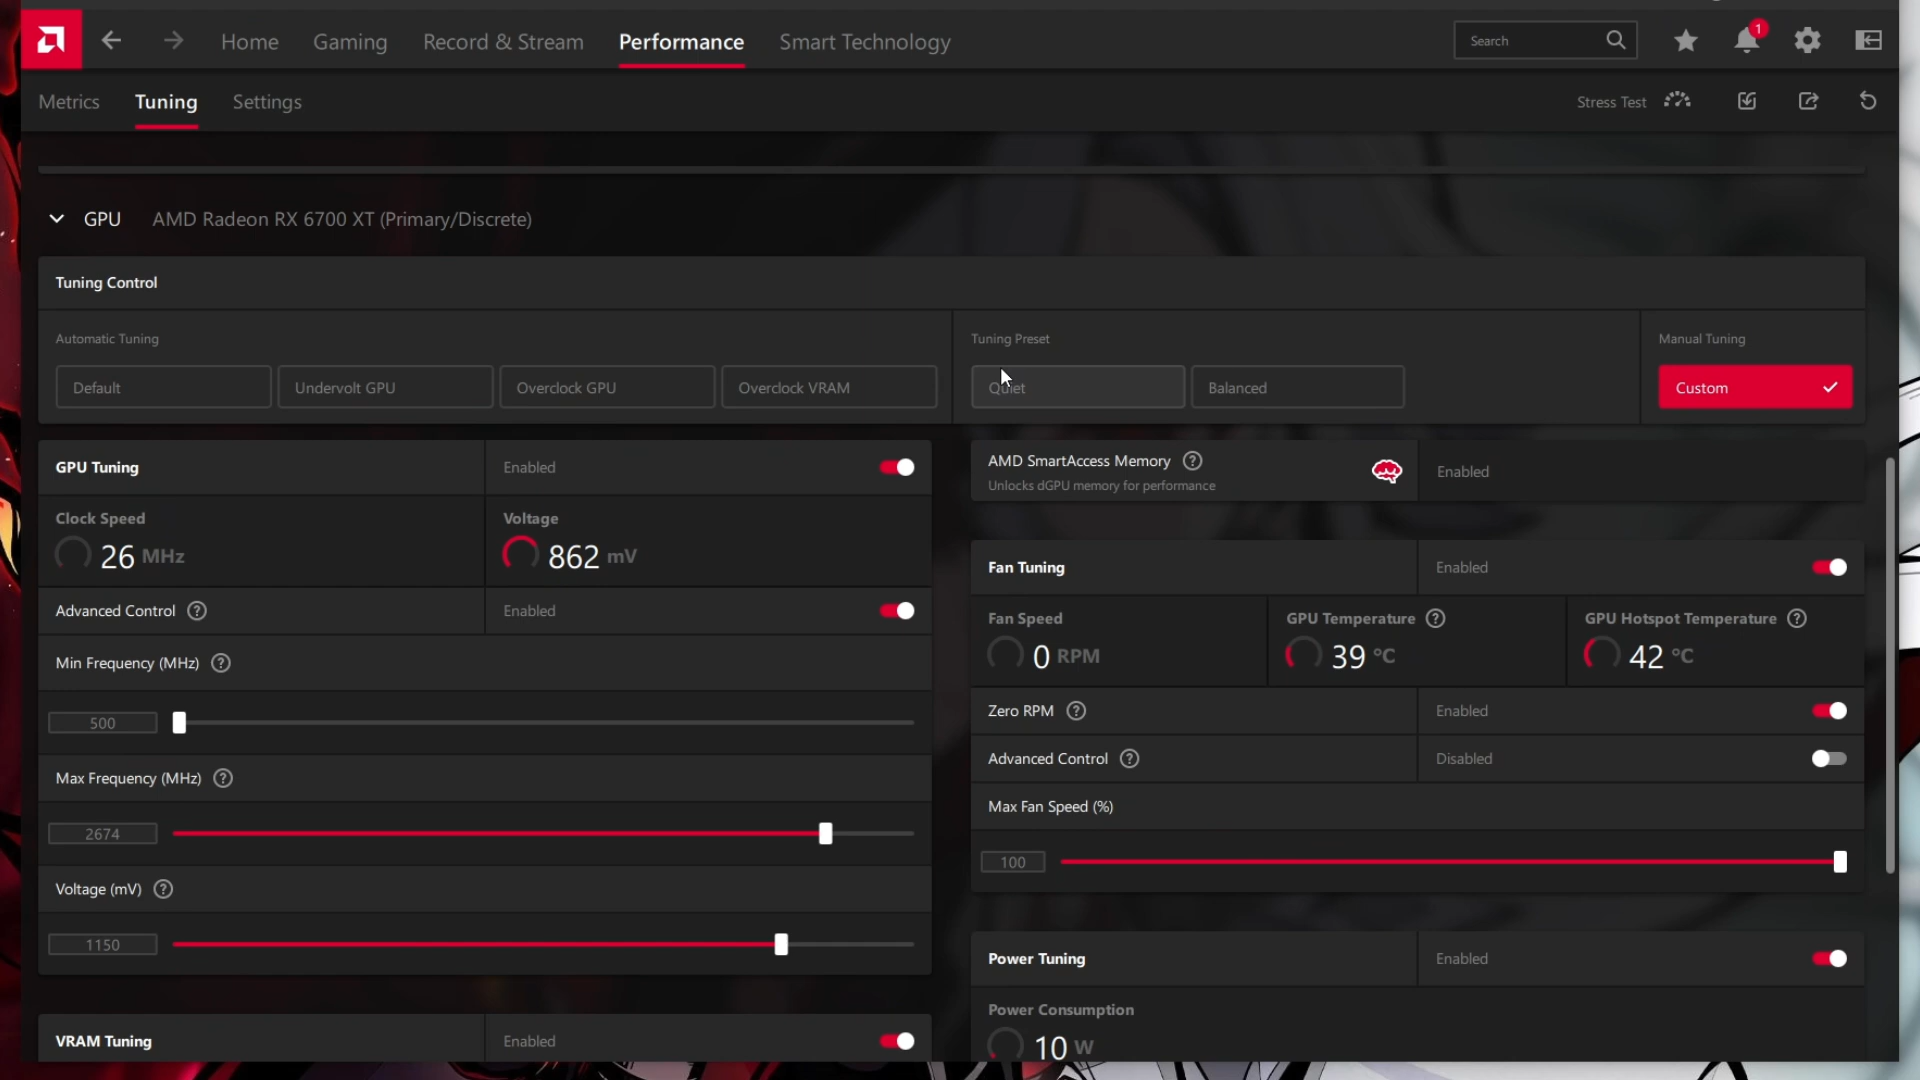 Home
Gaming
Record & Stream
Performance
Smart Technology
Search
1
Metrics
Tuning
Settings
Stress Test
GPU
AMD Radeon RX 6700 XT (Primary/Discrete)
Tuning Control
Automatic Tuning
Default
Undervolt GPU
Overclock GPU
Overclock VRAM
Tuning Preset
Quiet
Balanced
Manual Tuning
Custom
GPU Tuning
Enabled
Clock Speed
26 MHz
Voltage
862 mV
Advanced Control ?
Enabled
Min Frequency (MHz) ?
500
Max Frequency (MHz) ?
2674
Voltage (mV) ?
1150
VRAM Tuning
Enabled
AMD SmartAccess Memory ?
Unlocks dGPU memory for performance
Enabled
Fan Tuning
Enabled
Fan Speed
0 RPM
GPU Temperature ?
39 °C
GPU Hotspot Temperature ?
42 °C
Zero RPM ?
Enabled
Advanced Control ?
Disabled
Max Fan Speed (%)
100
Power Tuning
Enabled
Power Consumption
10 W